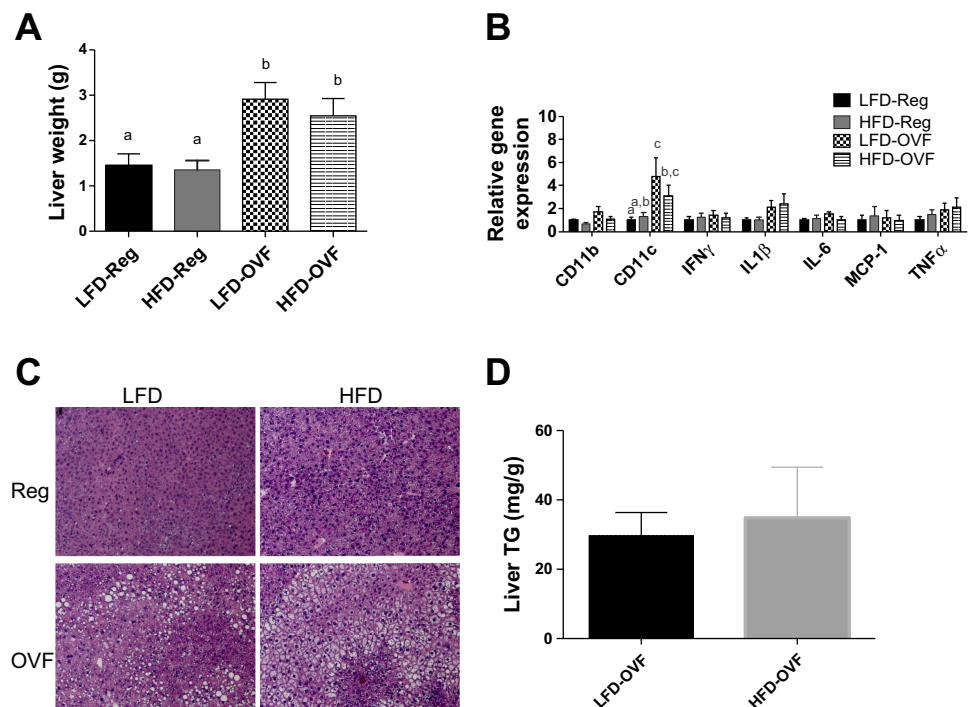 A
Liver weight (g)
4
3
2
1
0
a
a
b
b
LFD-Reg
HFD-Reg
LFD-OVF
HFD-OVF
B
Relative gene
expression
10
8
6
4
2
0
LFD-Reg
HFD-Reg
LFD-OVF
HFD-OVF
a
a,b
c
b,c
CD11b
CD11c
IFNγ
IL1β
IL-6
MCP-1
TNFα
C
LFD
HFD
Reg
OVF
D
Liver TG (mg/g)
60
40
20
0
LFD-OVF
HFD-OVF